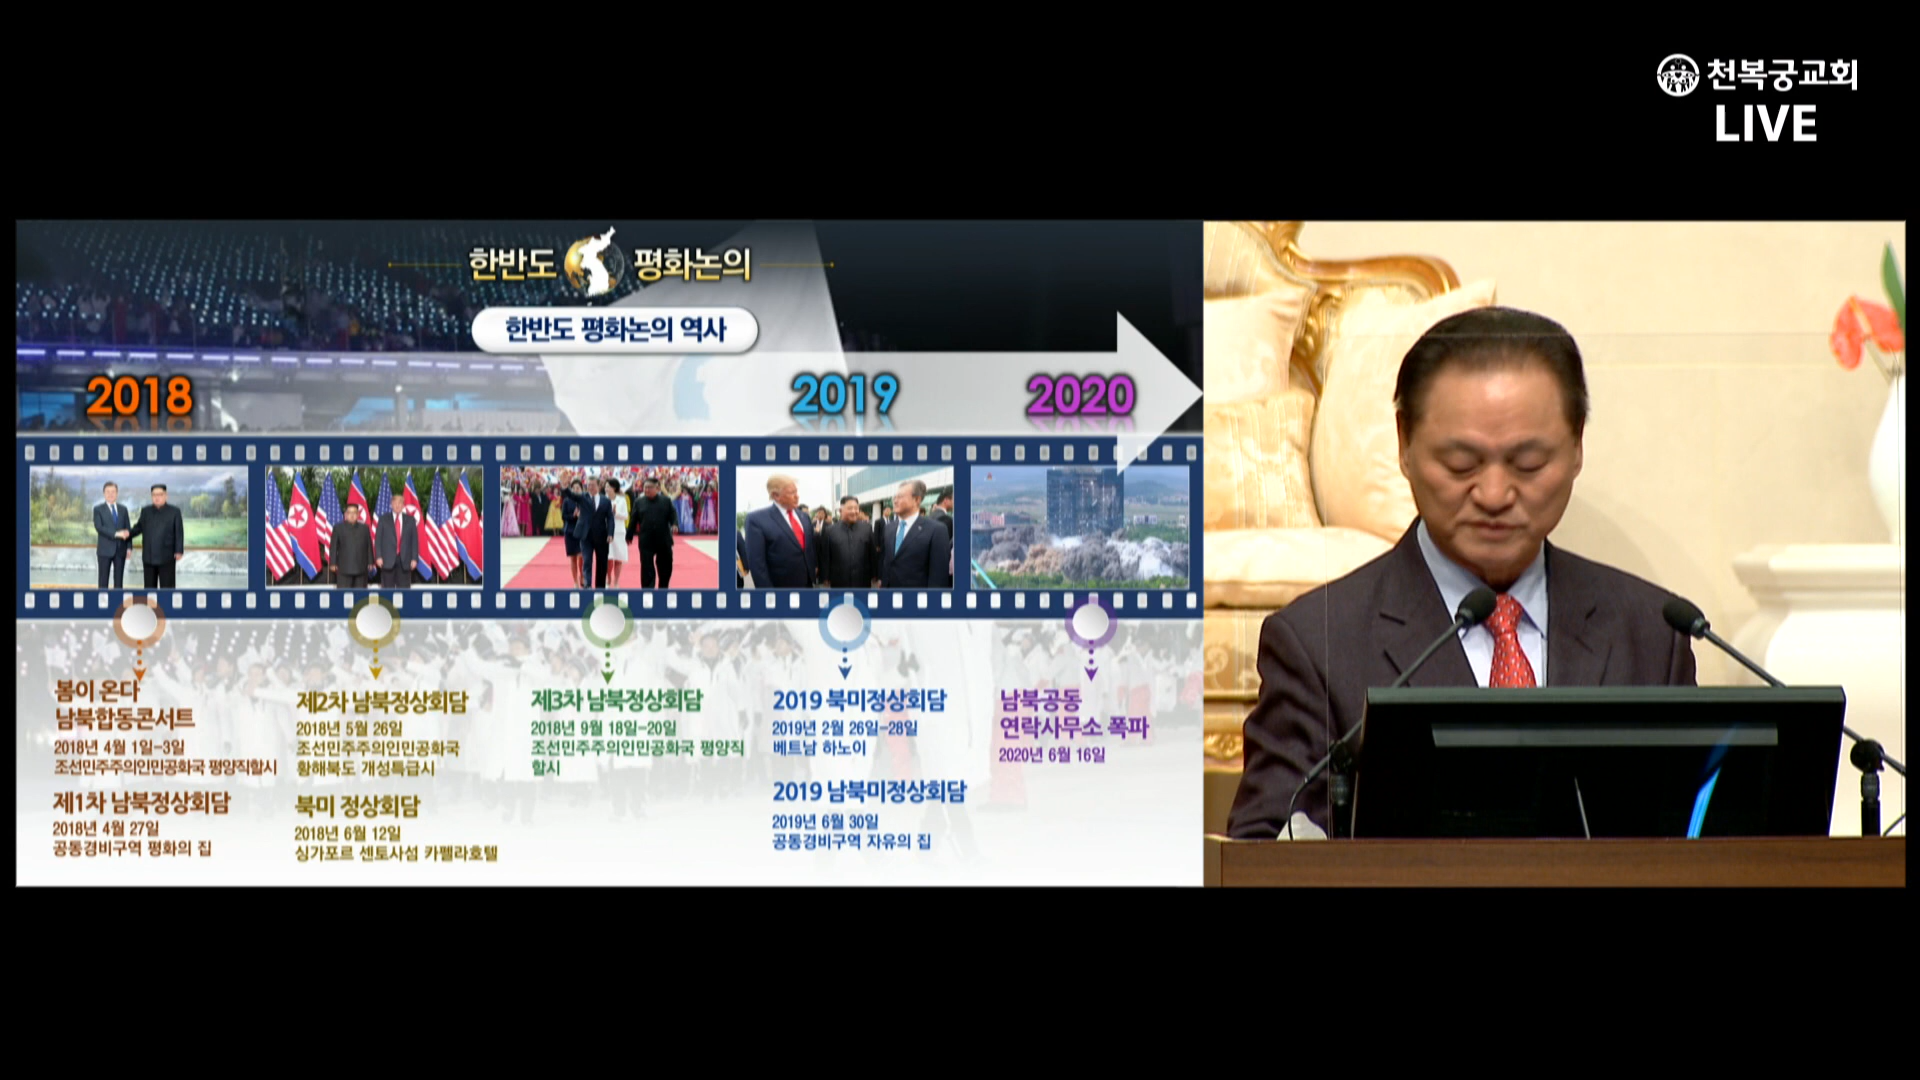 천복궁교회
LIVE
한반도 평화논의
한반도 평화논의 역사
2018
2019
2020
봄이 온다
남북합동콘서트
2018년 4월 1일-3일
조선민주주의인민공화국 평양직할시
제1차 남북정상회담
2018년 4월 27일
공동경비구역 평화의 집
제2차 남북정상회담
2018년 5월 26일
조선민주주의인민공화국
황해북도 개성특급시
북미 정상회담
2018년 6월 12일
싱가포르 센토사섬 카펠라호텔
제3차 남북정상회담
2018년 9월 18일-20일
조선민주주의인민공화국 평양직
할시
2019 북미정상회담
2019년 2월 26일-28일
베트남 하노이
2019 남북미정상회담
2019년 6월 30일
공동경비구역 자유의 집
남북공동
연락사무소 폭파
2020년 6월 16일